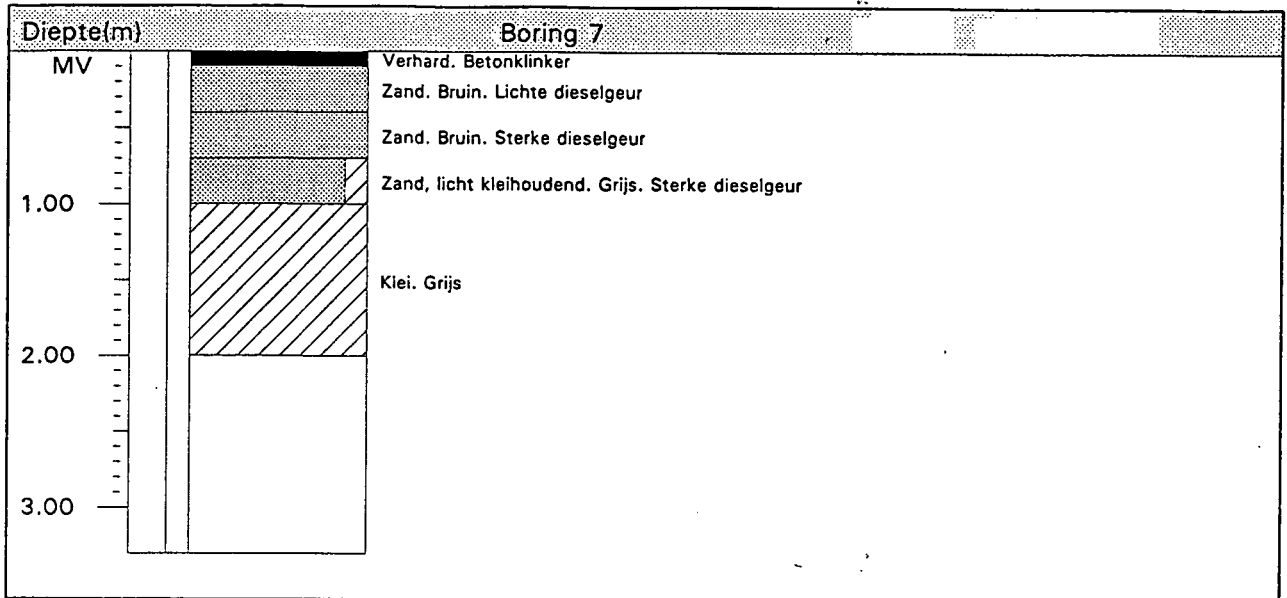 Diepte(m) Boring 7
MV Verhard. Betonklinker
Zand. Bruin. Lichte dieselgeur
Zand. Bruin. Sterke dieselgeur
Zand, licht kleihoudend. Grijs. Sterke dieselgeur
1.00
Klei. Grijs
2.00
3.00